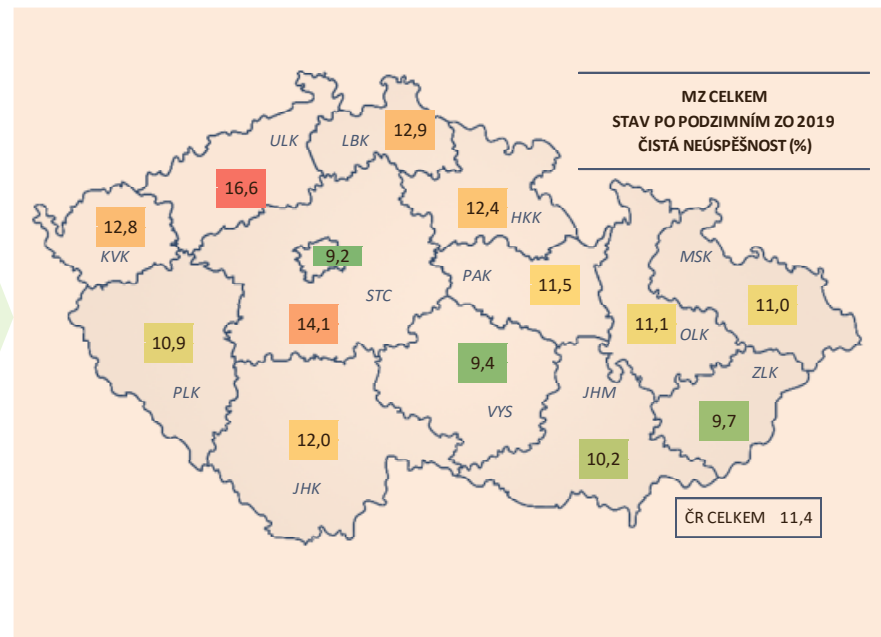 MZ CELKEM
STAV PO PODZIMNÍM ZO 2019
ČISTÁ NEÚSPĚŠNOST (%)
ULK
16,6
LBK
12,9
12,4
HKK
12,8
KVK
9,2
STC
14,1
PAK
11,5
MSK
11,0
11,1
OLK
10,9
PLK
9,4
VYS
JHM
10,2
ZLK
9,7
12,0
JHK
ČR CELKEM 11,4